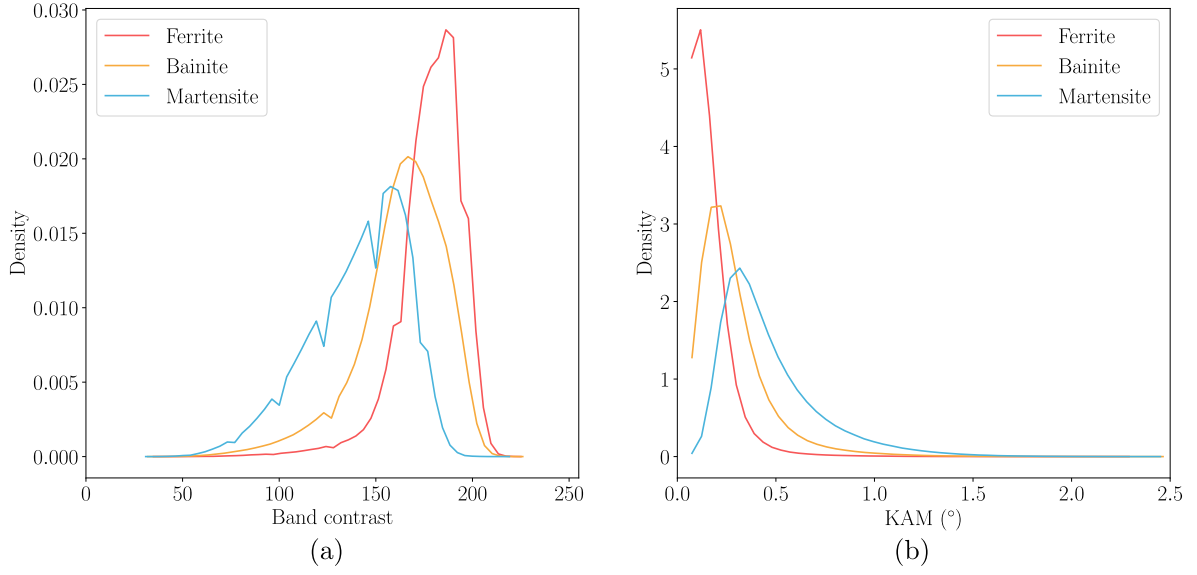 0.030
0.025
0.020
0.015
0.010
0.005
0.000
Density
Ferrite
Bainite
Martensite
0
50
100
150
200
250
Band contrast
(a)
5
4
3
2
1
0
Density
Ferrite
Bainite
Martensite
0.0
0.5
1.0
1.5
2.0
2.5
KAM (°)
(b)